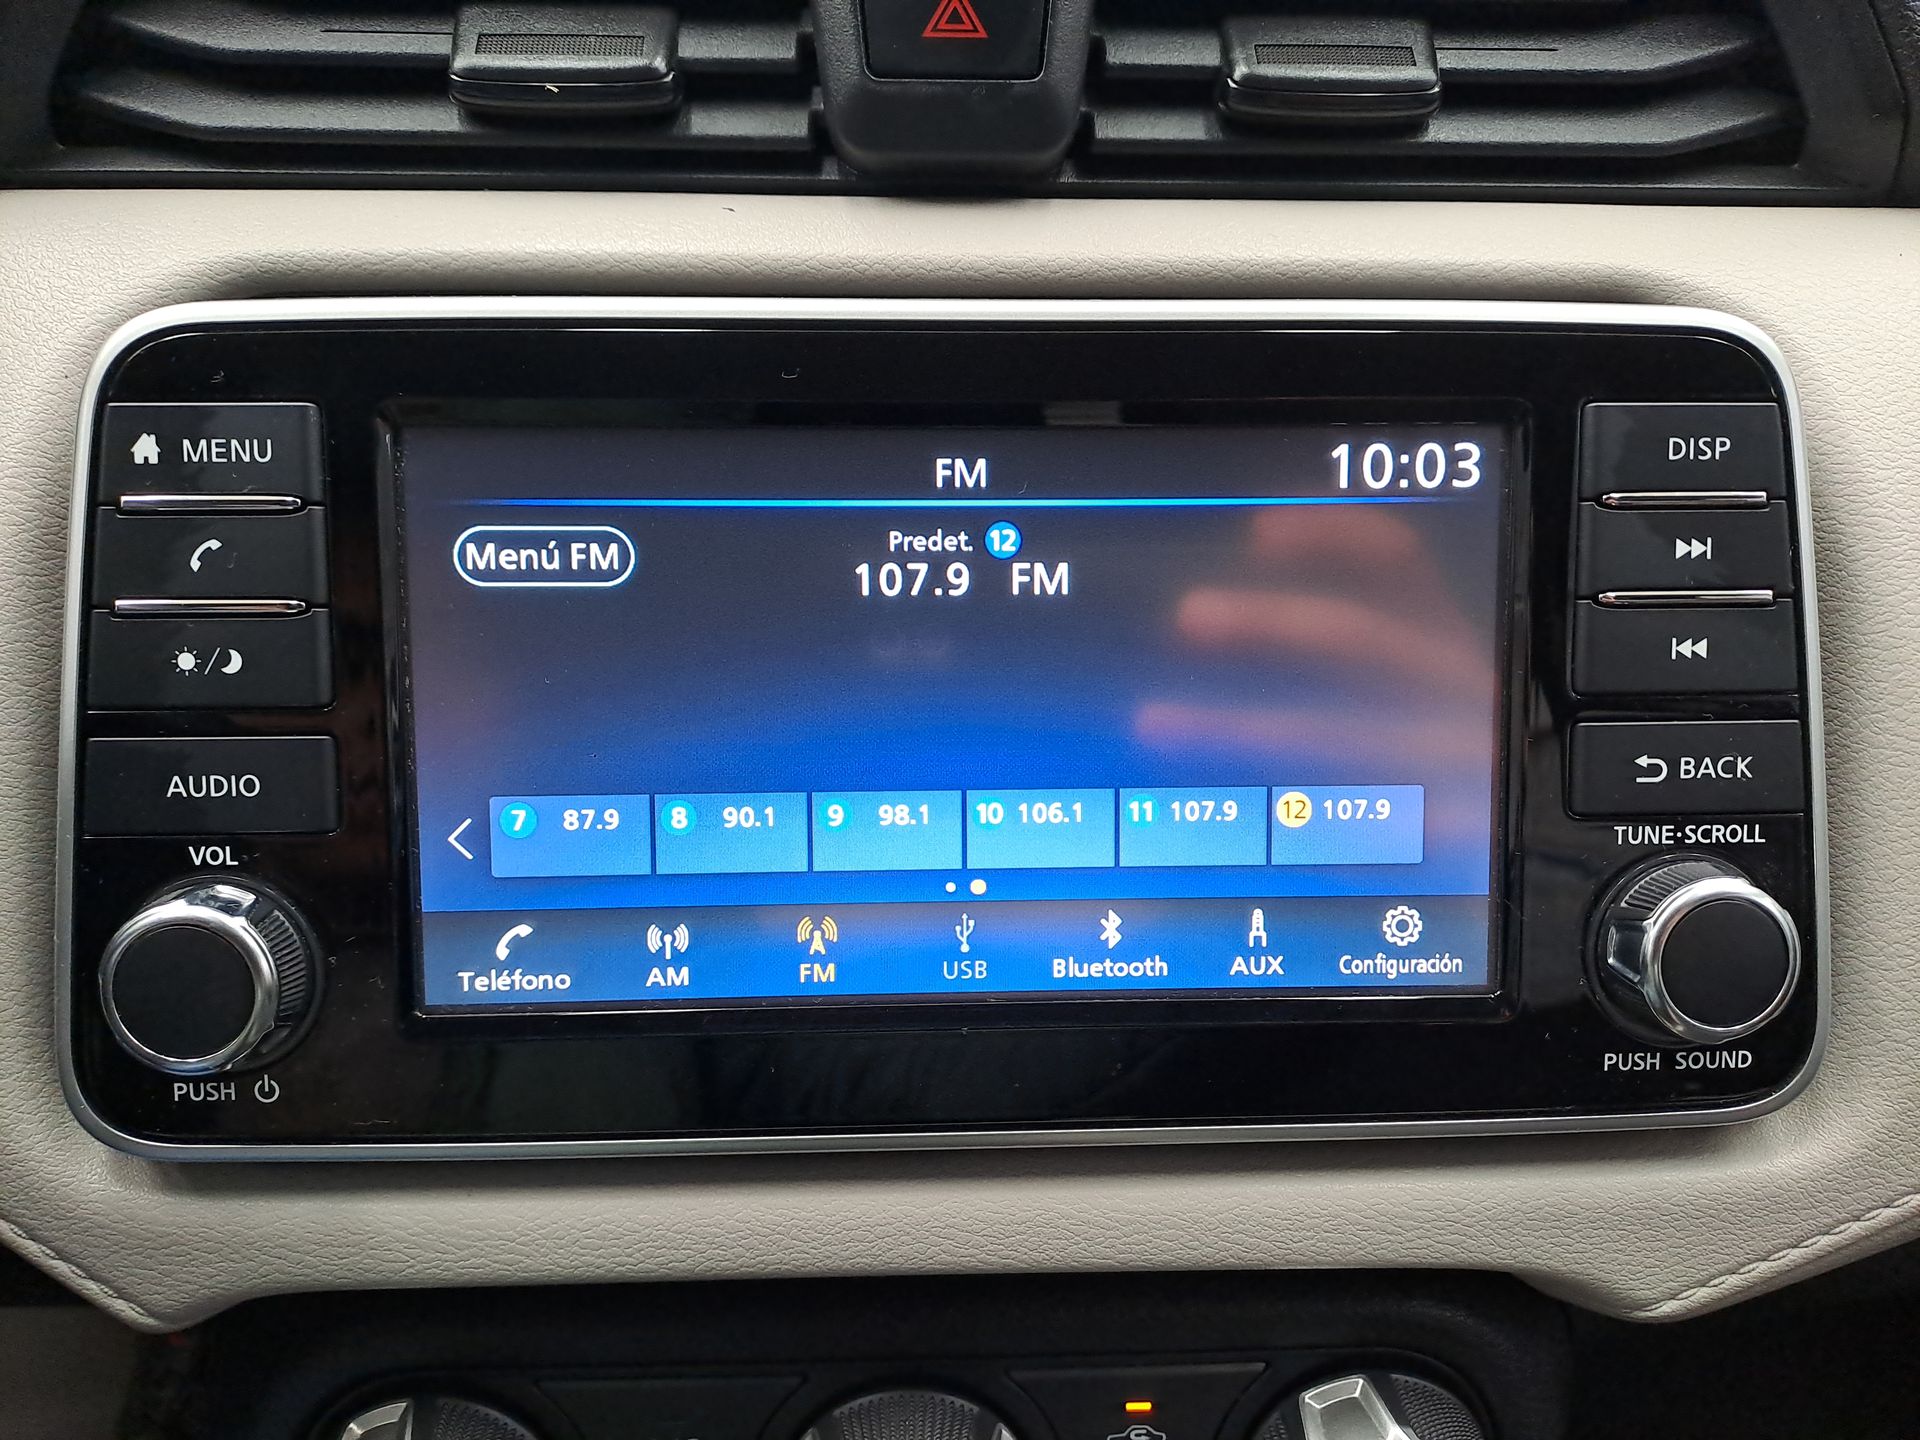 MENU
AUDIO
VOL
PUSH
FM
10:03
Menú FM
Predet. 12
107.9 FM
7 87.9
8 90.1
9 98.1
10 106.1
11 107.9
12 107.9
Teléfono
AM
FM
USB
Bluetooth
AUX
Configuración
DISP
BACK
TUNE·SCROLL
PUSH SOUND